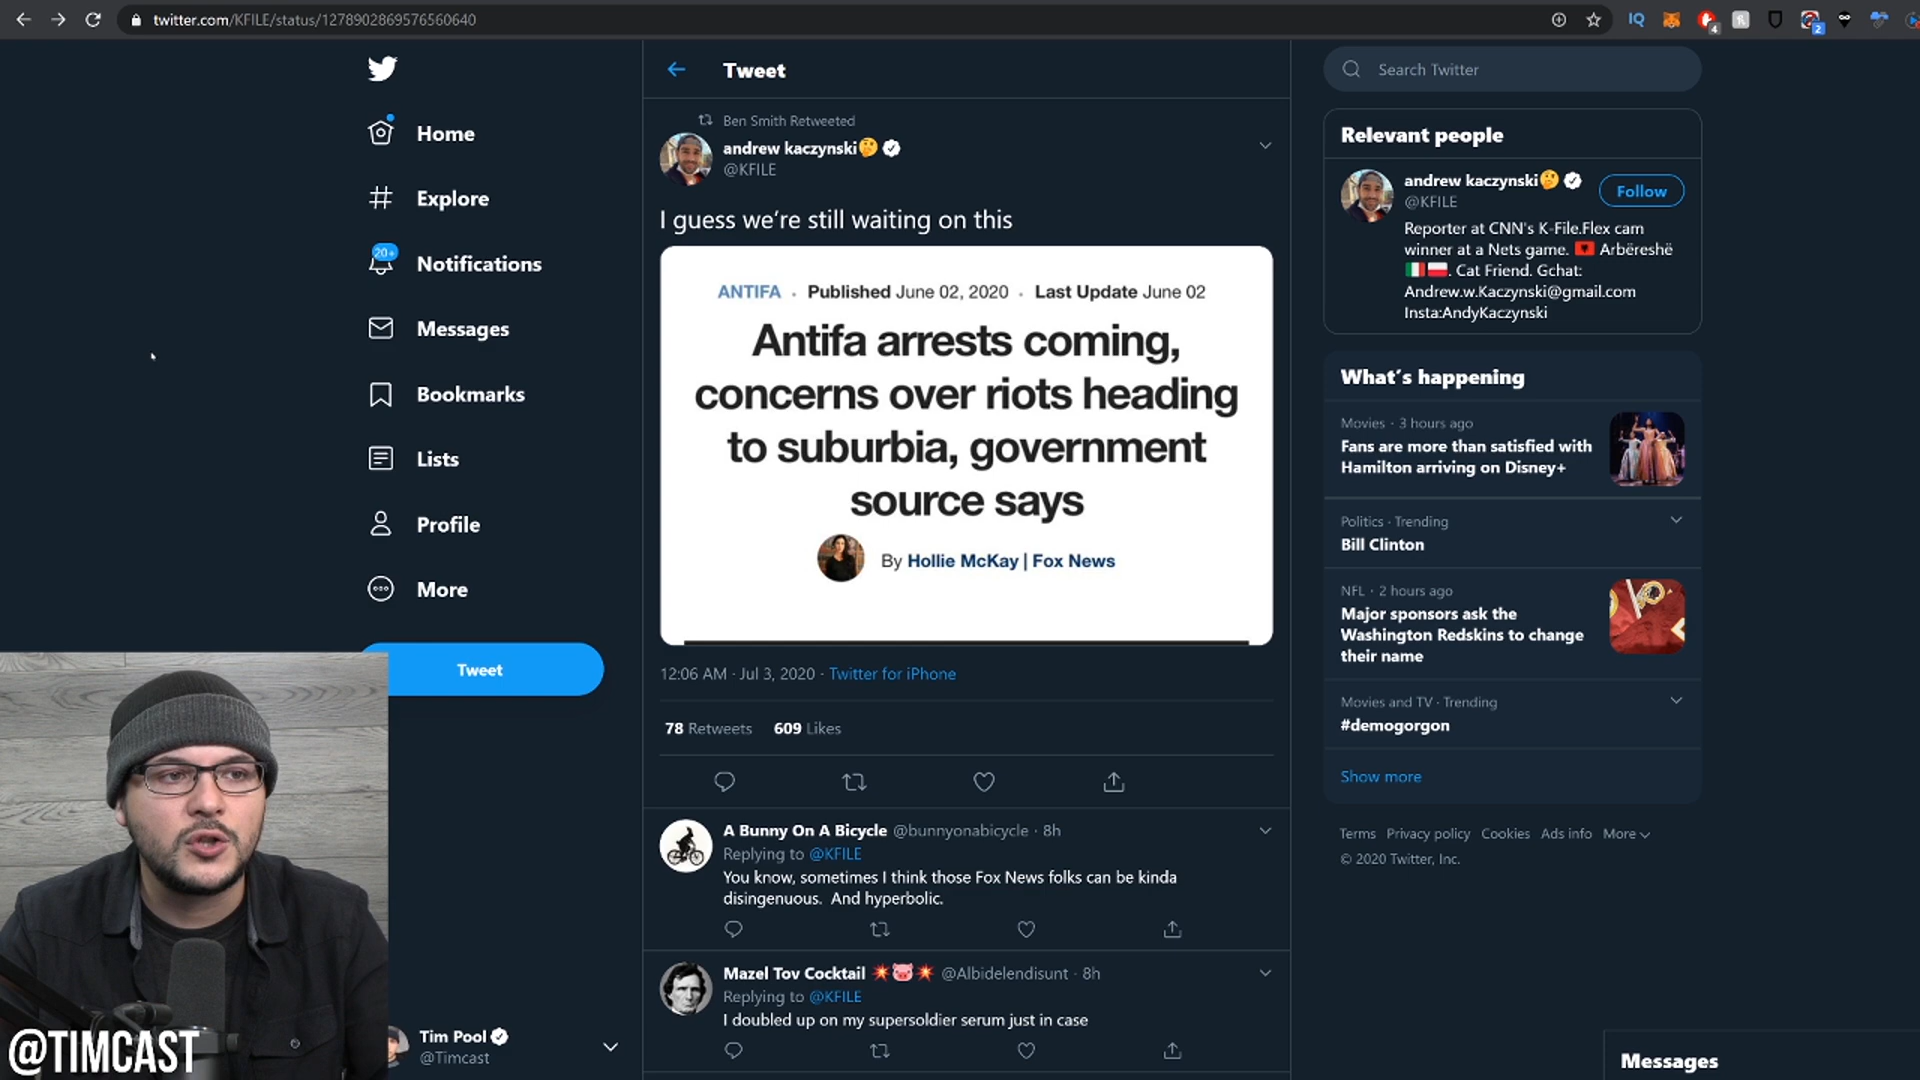 twitter.com/KFILE/status/1278902869576560640
IQ
4
2
Home
Explore
20+
Notifications
Messages
Bookmarks
Lists
Profile
More
Tweet
Tim Pool
@Timcast
@TIMCAST
Tweet
Ben Smith Retweeted
andrew kaczynski🤔
@KFILE
I guess we’re still waiting on this
ANTIFA · Published June 02, 2020 · Last Update June 02
Antifa arrests coming,
concerns over riots heading
to suburbia, government
source says
By Hollie McKay | Fox News
12:06 AM · Jul 3, 2020 · Twitter for iPhone
78 Retweets 609 Likes
A Bunny On A Bicycle @bunnyonabicycle · 8h
Replying to @KFILE
You know, sometimes I think those Fox News folks can be kinda
disingenuous. And hyperbolic.
Mazel Tov Cocktail 💥🐷💥 @Albidelendisunt · 8h
Replying to @KFILE
I doubled up on my supersoldier serum just in case
Search Twitter
Relevant people
andrew kaczynski🤔
@KFILE
Follow
Reporter at CNN's K-File.Flex cam
winner at a Nets game. 🇦🇱 Arbëreshë
🇮🇹🇵🇱. Cat Friend. Gchat:
Andrew.w.Kaczynski@gmail.com
Insta:AndyKaczynski
What’s happening
Movies · 3 hours ago
Fans are more than satisfied with
Hamilton arriving on Disney+
Politics · Trending
Bill Clinton
NFL · 2 hours ago
Major sponsors ask the
Washington Redskins to change
their name
Movies and TV · Trending
#demogorgon
Show more
Terms Privacy policy Cookies Ads info More
© 2020 Twitter, Inc.
Messages